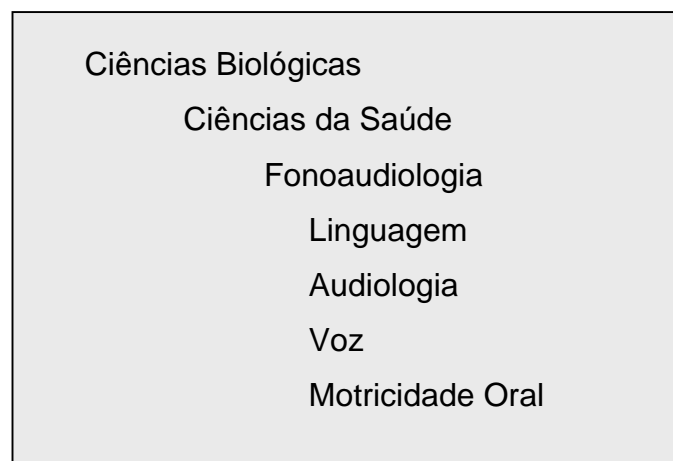 Ciências Biológicas
Ciências da Saúde
Fonoaudiologia
Linguagem
Audiologia
Voz
Motricidade Oral